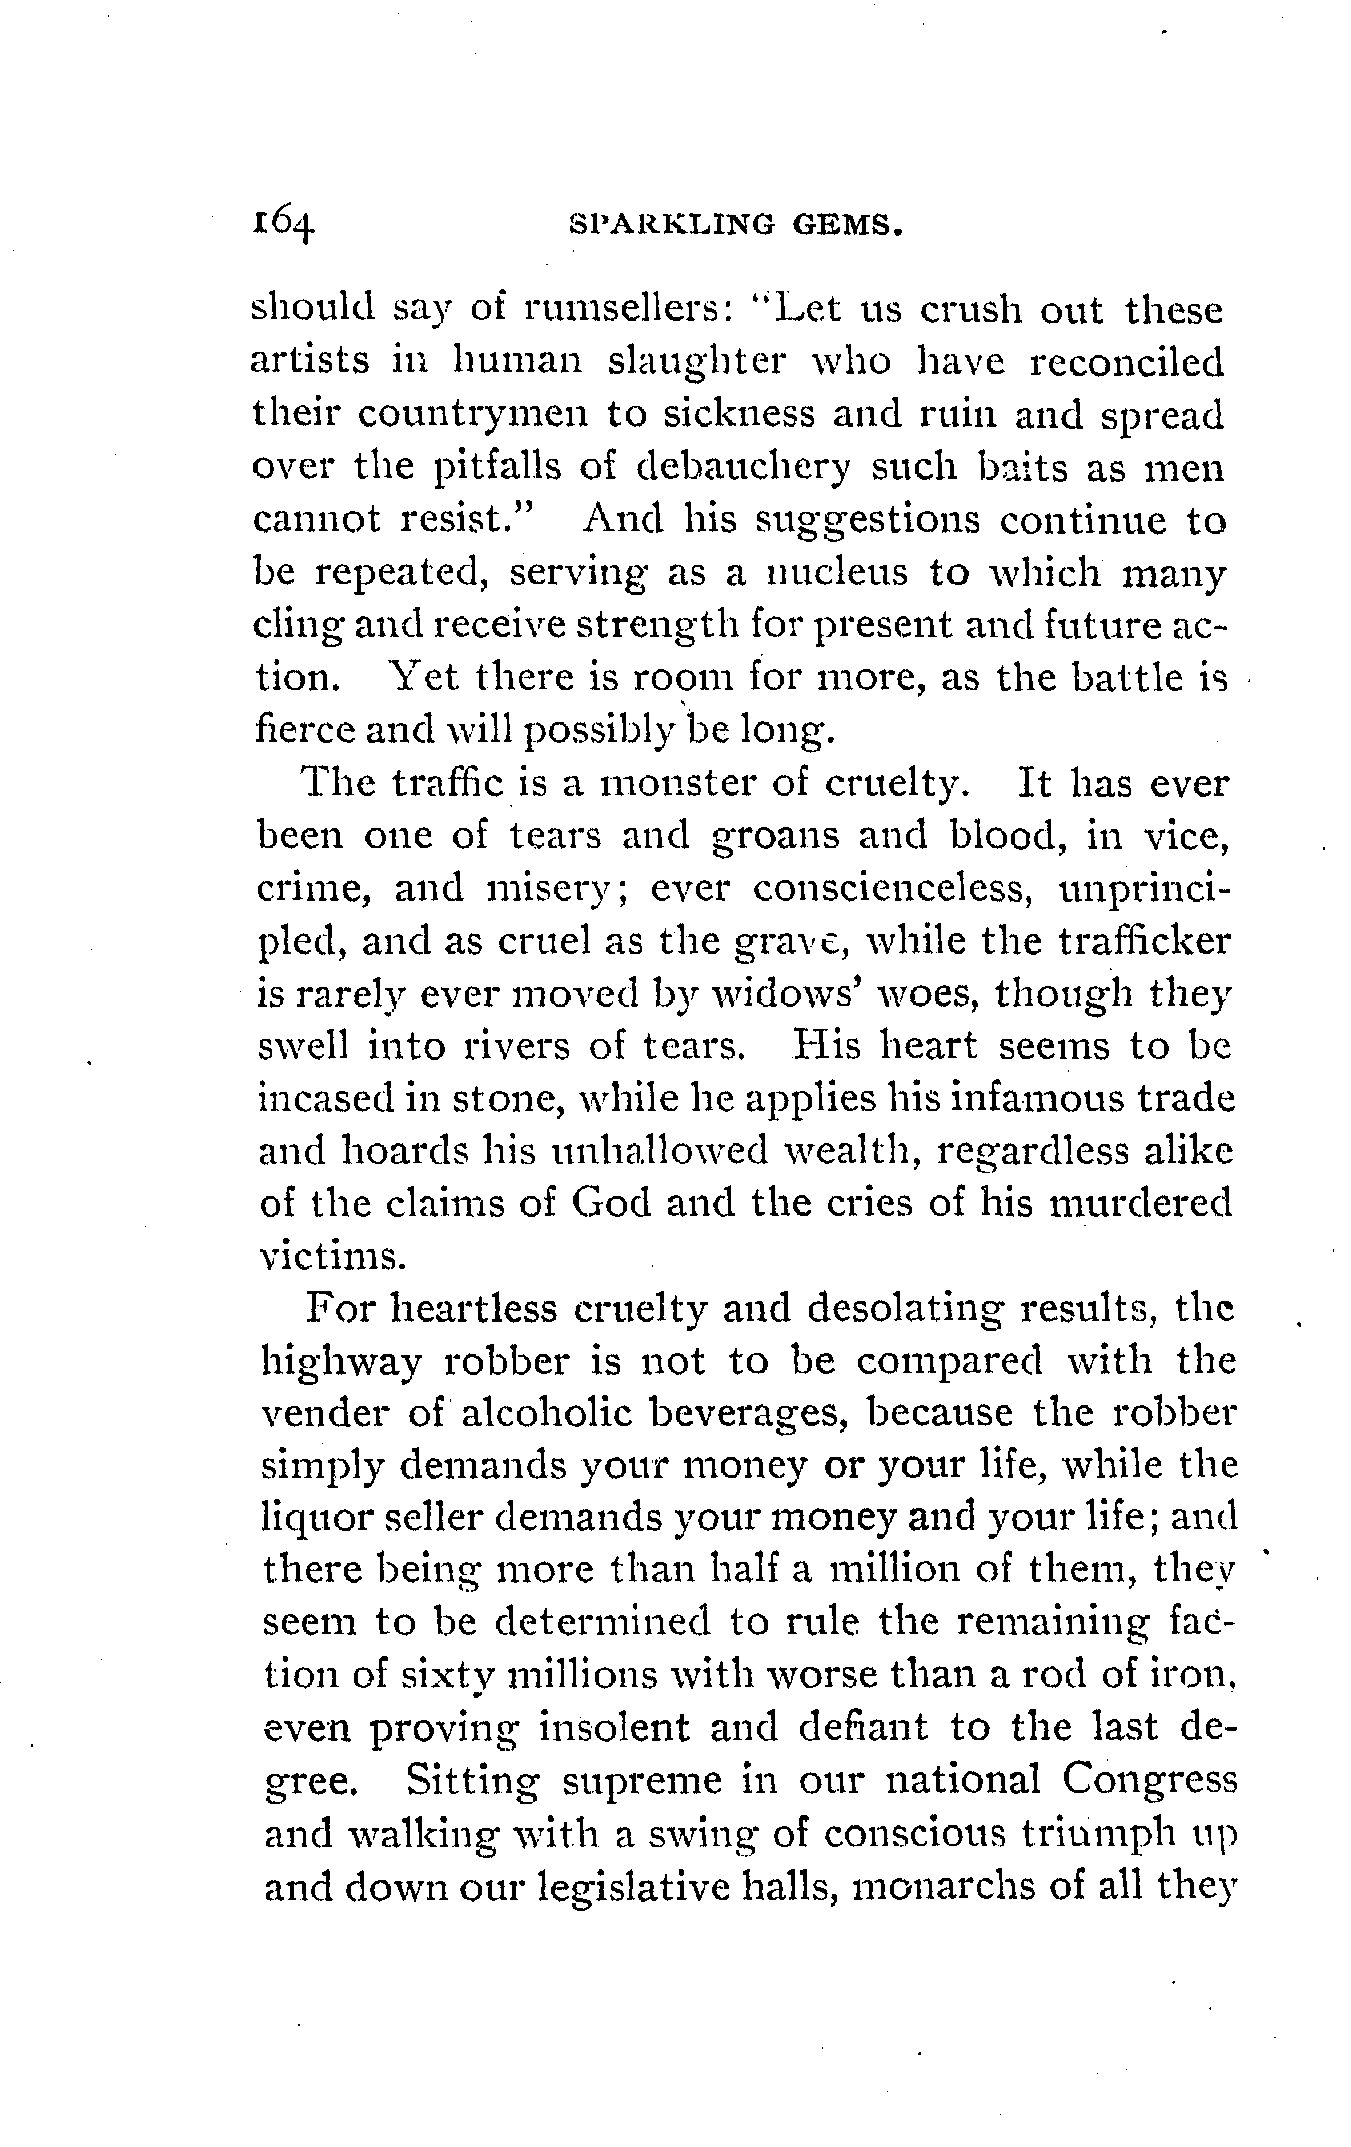 164 SPARKLING GEMS.
should say of rumsellers: "Let us crush out these
artists in human slaughter who have reconciled
their countrymen to sickness and ruin and spread
over the pitfalls of debauchery such baits as men
cannot resist." And his suggestions continue to
be repeated, serving as a nucleus to which many
cling and receive strength for present and future ac-
tion. Yet there is room for more, as the battle is
fierce and will possibly be long.
The traffic is a monster of cruelty. It has ever
been one of tears and groans and blood, in vice,
crime, and misery; ever conscienceless, unprinci-
pled, and as cruel as the grave, while the trafficker
is rarely ever moved by widows' woes, though they
swell into rivers of tears. His heart seems to be
incased in stone, while he applies his infamous trade
and hoards his unhallowed wealth, regardless alike
of the claims of God and the cries of his murdered
victims.
For heartless cruelty and desolating results, the
highway robber is not to be compared with the
vender of alcoholic beverages, because the robber
simply demands your money or your life, while the
liquor seller demands your money and your life; and
there being more than half a million of them, they
seem to be determined to rule the remaining fac-
tion of sixty millions with worse than a rod of iron,
even proving insolent and defiant to the last de-
gree. Sitting supreme in our national Congress
and walking with a swing of conscious triumph up
and down our legislative halls, monarchs of all they